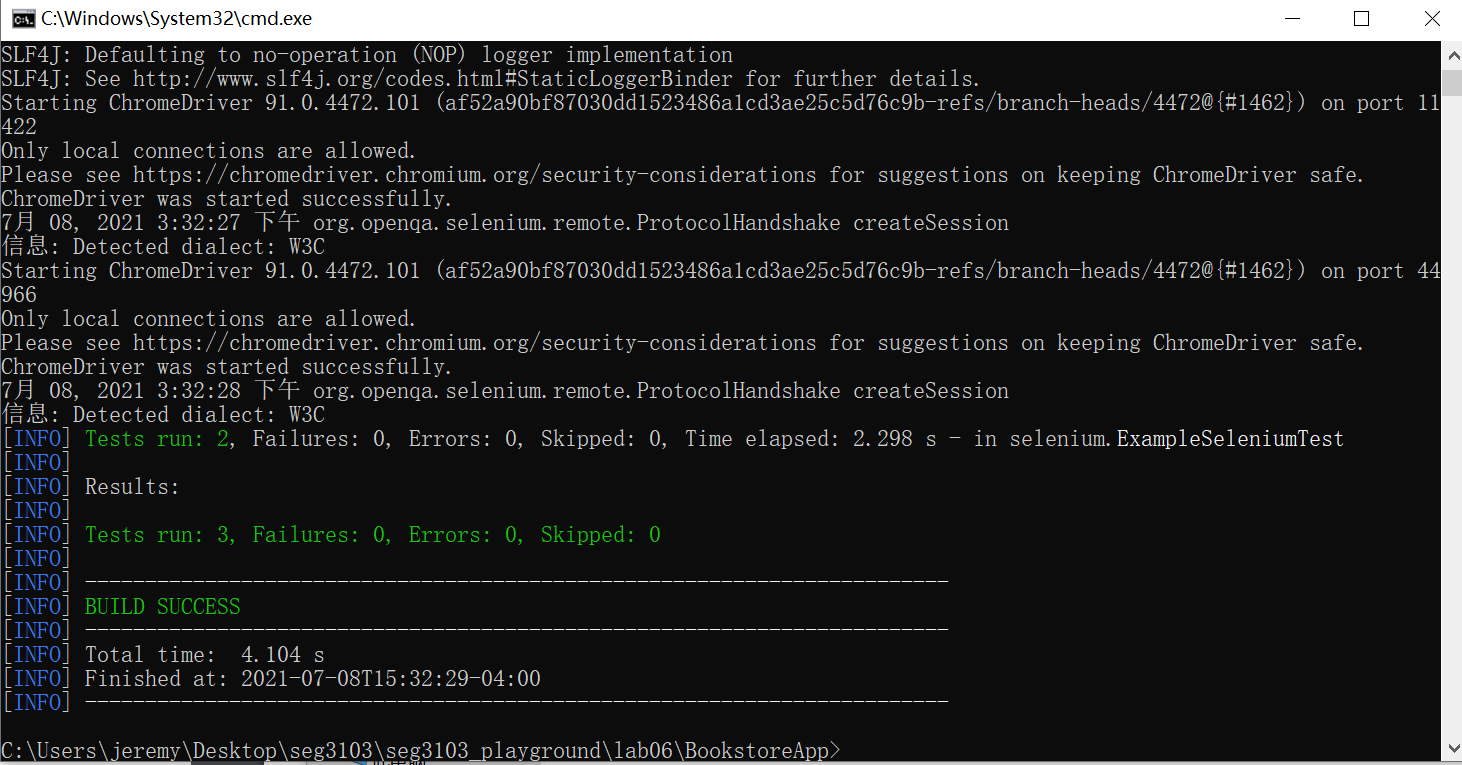 C:\Windows\System32\cmd.exe
SLF4J: Defaulting to no-operation (NOP) logger implementation
SLF4J: See http://www.slf4j.org/codes.html#StaticLoggerBinder for further details.
Starting ChromeDriver 91.0.4472.101 (af52a90bf87030dd1523486a1cd3ae25c5d76c9b-refs/branch-heads/4472@{#1462}) on port 11
422
Only local connections are allowed.
Please see https://chromedriver.chromium.org/security-considerations for suggestions on keeping ChromeDriver safe.
ChromeDriver was started successfully.
7月 08, 2021 3:32:27 下午 org.openqa.selenium.remote.ProtocolHandshake createSession
信息: Detected dialect: W3C
Starting ChromeDriver 91.0.4472.101 (af52a90bf87030dd1523486a1cd3ae25c5d76c9b-refs/branch-heads/4472@{#1462}) on port 44
966
Only local connections are allowed.
Please see https://chromedriver.chromium.org/security-considerations for suggestions on keeping ChromeDriver safe.
ChromeDriver was started successfully.
7月 08, 2021 3:32:28 下午 org.openqa.selenium.remote.ProtocolHandshake createSession
信息: Detected dialect: W3C
[INFO] Tests run: 2, Failures: 0, Errors: 0, Skipped: 0, Time elapsed: 2.298 s - in selenium.ExampleSeleniumTest
[INFO]
[INFO] Results:
[INFO]
[INFO] Tests run: 3, Failures: 0, Errors: 0, Skipped: 0
[INFO]
[INFO] ------------------------------------------------------------------------
[INFO] BUILD SUCCESS
[INFO] ------------------------------------------------------------------------
[INFO] Total time:  4.104 s
[INFO] Finished at: 2021-07-08T15:32:29-04:00
[INFO] ------------------------------------------------------------------------
C:\Users\jeremy\Desktop\seg3103\seg3103_playground\lab06\BookstoreApp>